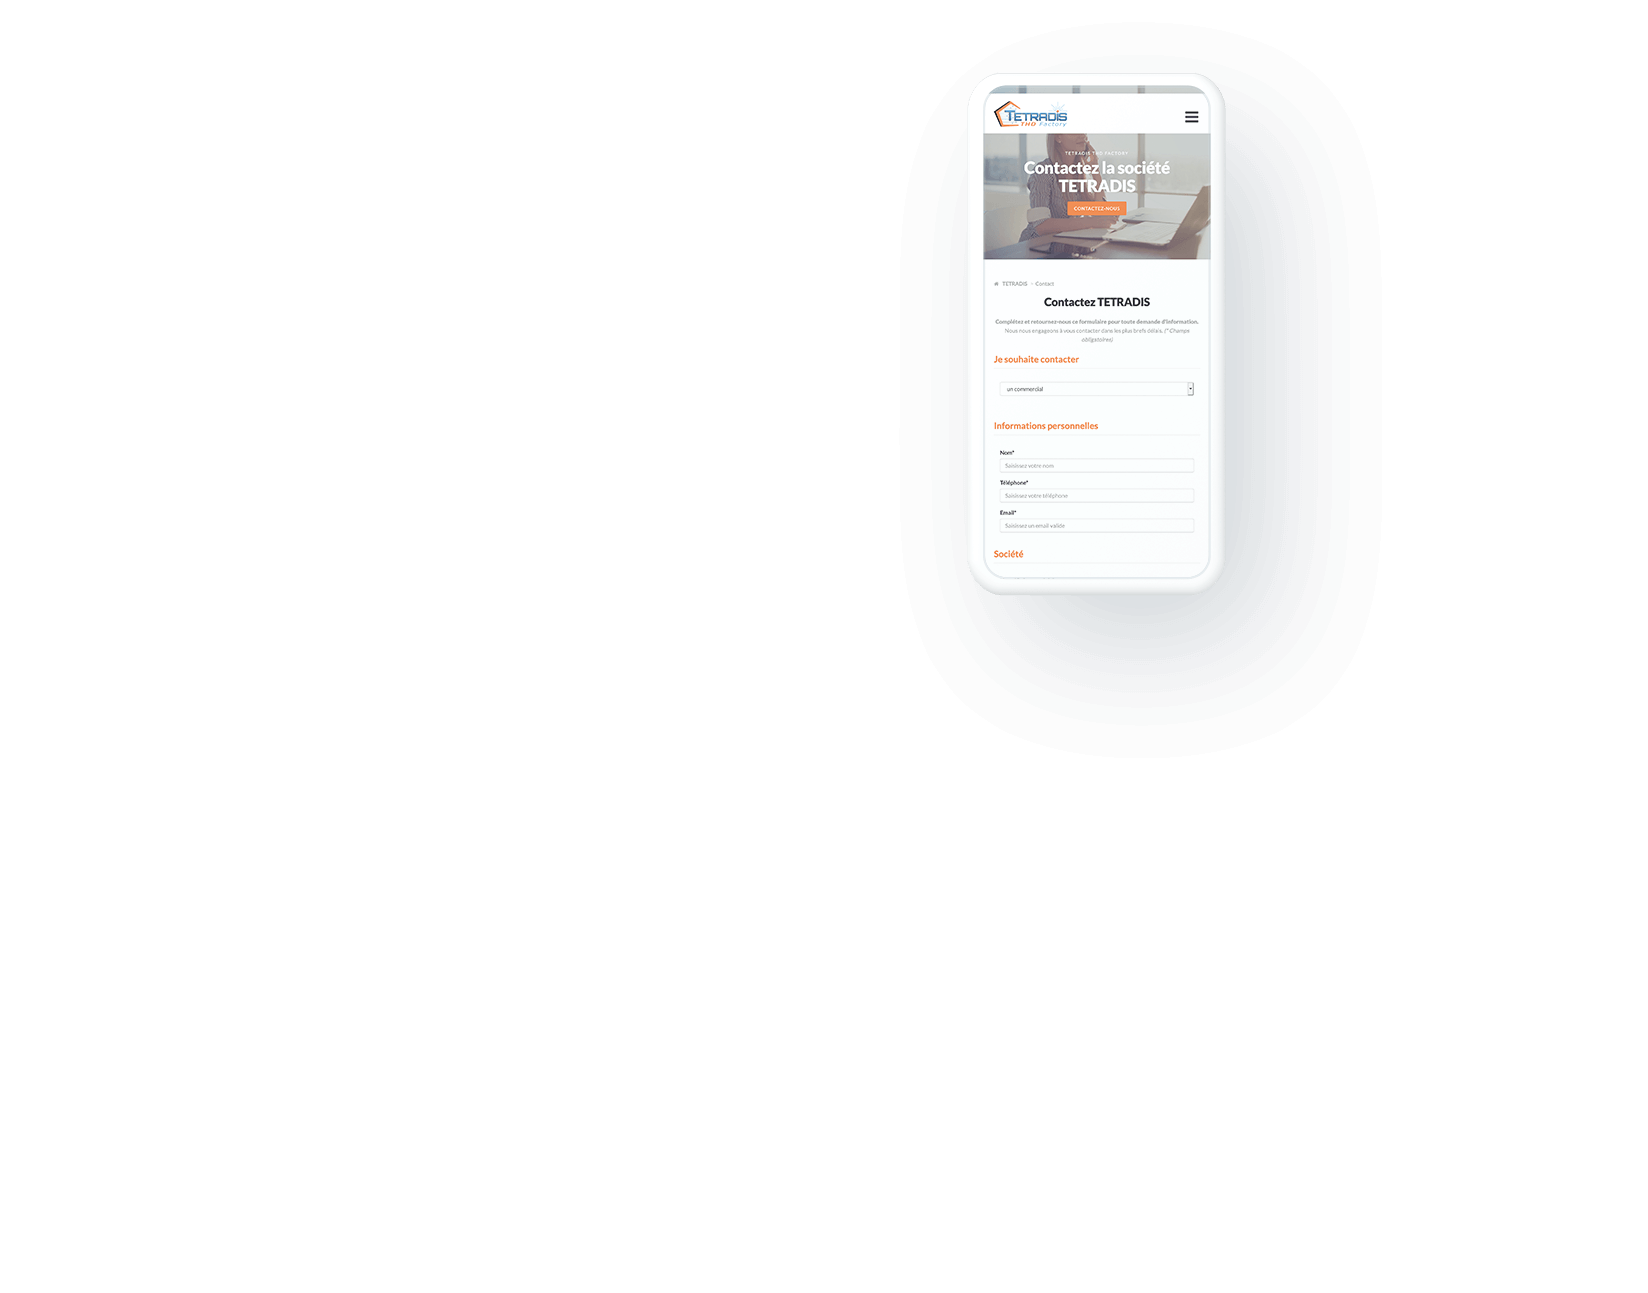 TETRADIS
THD Factory
TETRADIS THD FACTORY
Contactez la société
TETRADIS
CONTACTEZ-NOUS
TETRADIS Contact
Contactez TETRADIS
Complétez et retournez-nous ce formulaire pour toute demande d'information.
Nous nous engageons à vous contacter dans les plus brefs délais. (* Champs
obligatoires)
Je souhaite contacter
un commercial
Informations personnelles
Nom*
Saisissez votre nom
Téléphone*
Saisissez votre téléphone
Email*
Saisissez un email valide
Société